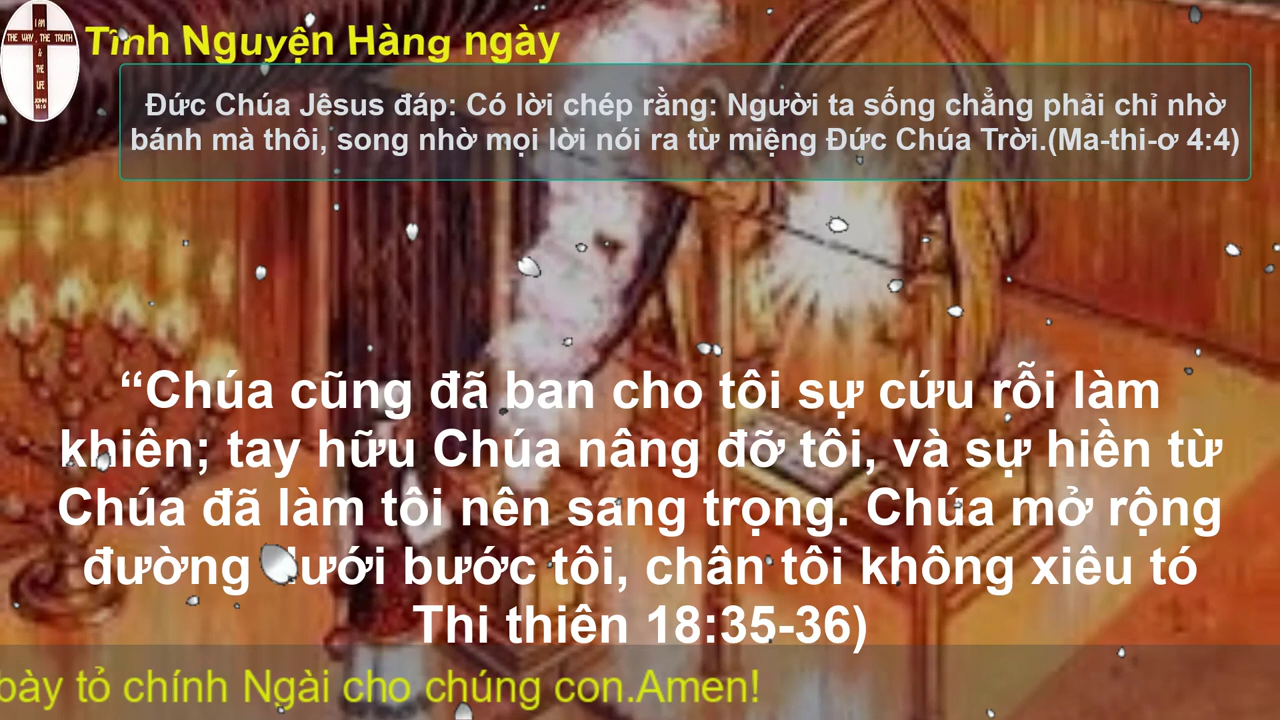 I AM
THE WAY, THE TRUTH
&
THE
LIFE
JOHN
14:6
Tĩnh Nguyện Hàng ngày
Đức Chúa Jêsus đáp: Có lời chép rằng: Người ta sống chẳng phải chỉ nhờ
bánh mà thôi, song nhờ mọi lời nói ra từ miệng Đức Chúa Trời.(Ma-thi-ơ 4:4)
“Chúa cũng đã ban cho tôi sự cứu rỗi làm
khiên; tay hữu Chúa nâng đỡ tôi, và sự hiền từ
Chúa đã làm tôi nên sang trọng. Chúa mở rộng
đường dưới bước tôi, chân tôi không xiêu tó
Thi thiên 18:35-36)
bày tỏ chính Ngài cho chúng con.Amen!